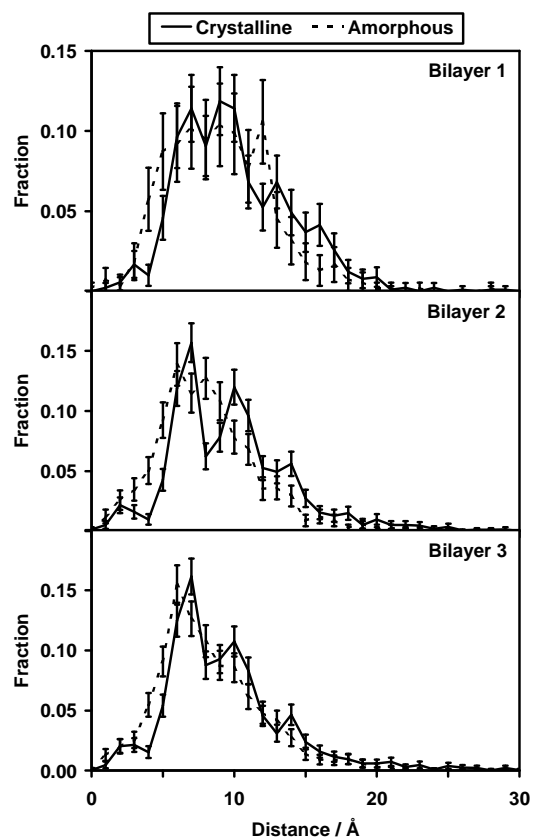 Crystalline Amorphous
0.15
Bilayer 1
0.10
Fraction
0.05
Bilayer 2
0.15
0.10
Fraction
0.05
Bilayer 3
0.15
0.10
Fraction
0.05
0.00
0 10 20 30
Distance / Å